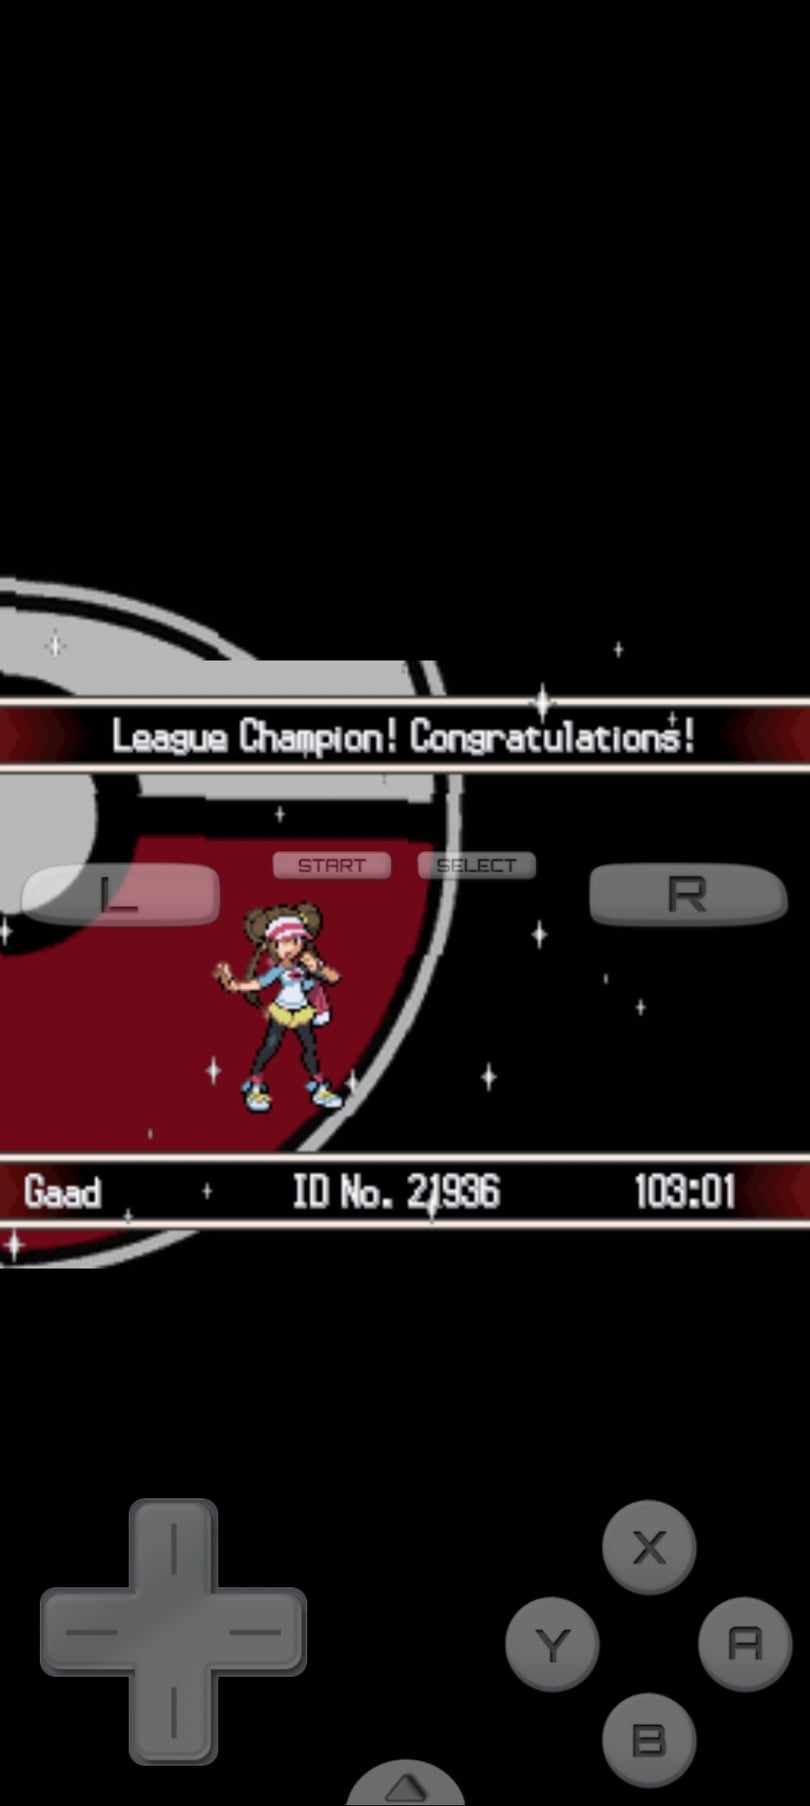 League Champion! Congratulations!
START SELECT
L R
Gaad ID No. 21936 103:01
X
Y A
B